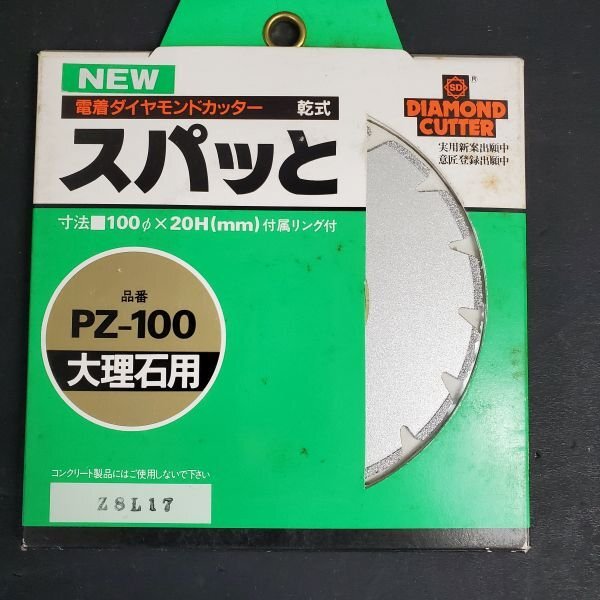 NEW
電着ダイヤモンドカッター 乾式
スパッと
寸法■100φ×20H(mm)付属リング付
SD ®
DIAMOND
CUTTER
実用新案出願中
意匠登録出願中
品番
PZ-100
大理石用
コンクリート製品にはご使用しないで下さい
Z8L17